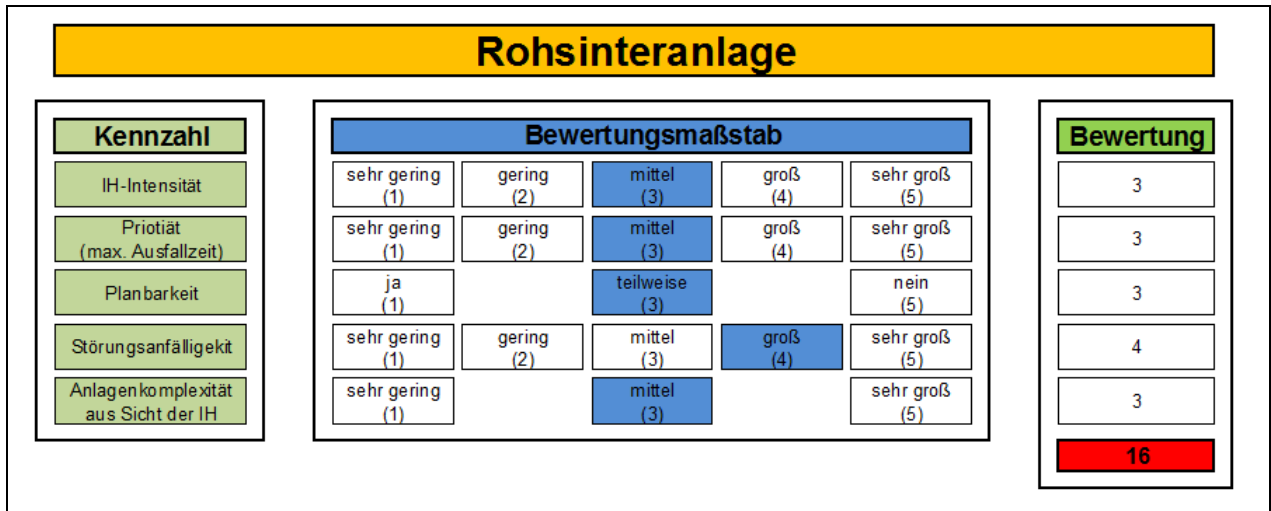 Rohsinteranlage
Kennzahl
Bewertungsmaßstab
Bewertung
IH-Intensität
sehr gering
(1)
gering
(2)
mittel
(3)
groß
(4)
sehr groß
(5)
3
Priotiät
(max. Ausfallzeit)
sehr gering
(1)
gering
(2)
mittel
(3)
groß
(4)
sehr groß
(5)
3
Planbarkeit
ja
(1)
teilweise
(3)
nein
(5)
3
Störungsanfälligekit
sehr gering
(1)
gering
(2)
mittel
(3)
groß
(4)
sehr groß
(5)
4
Anlagenkomplexität
aus Sicht der IH
sehr gering
(1)
mittel
(3)
sehr groß
(5)
3
16